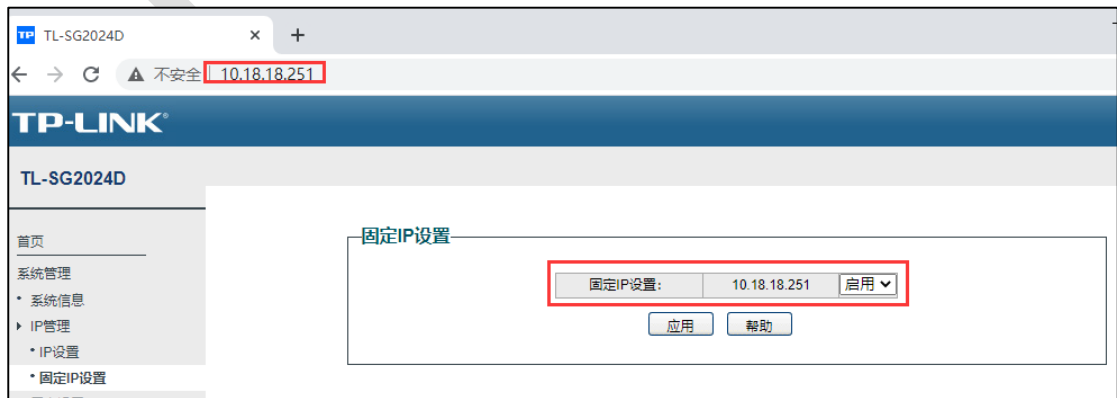 TP TL-SG2024D × +
不安全 10.18.18.251
TP-LINK®
TL-SG2024D
首页
系统管理
• 系统信息
IP管理
• IP设置
• 固定IP设置
固定IP设置
固定IP设置: 10.18.18.251 启用
应用 帮助